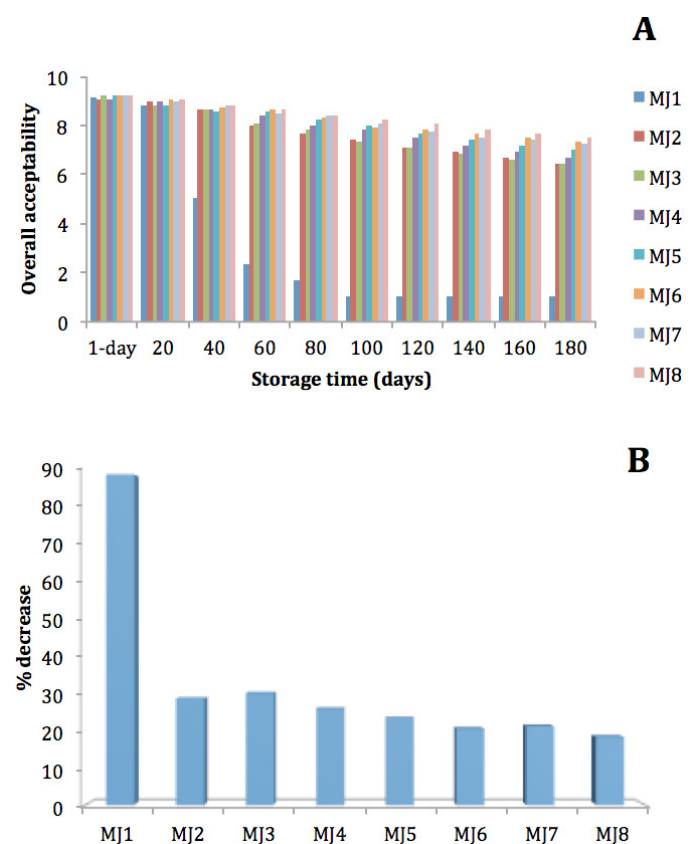 A
Overall acceptability
10
8
6
4
2
0
1-day 20 40 60 80 100 120 140 160 180
Storage time (days)
MJ1
MJ2
MJ3
MJ4
MJ5
MJ6
MJ7
MJ8
B
% decrease
90
80
70
60
50
40
30
20
10
0
MJ1 MJ2 MJ3 MJ4 MJ5 MJ6 MJ7 MJ8